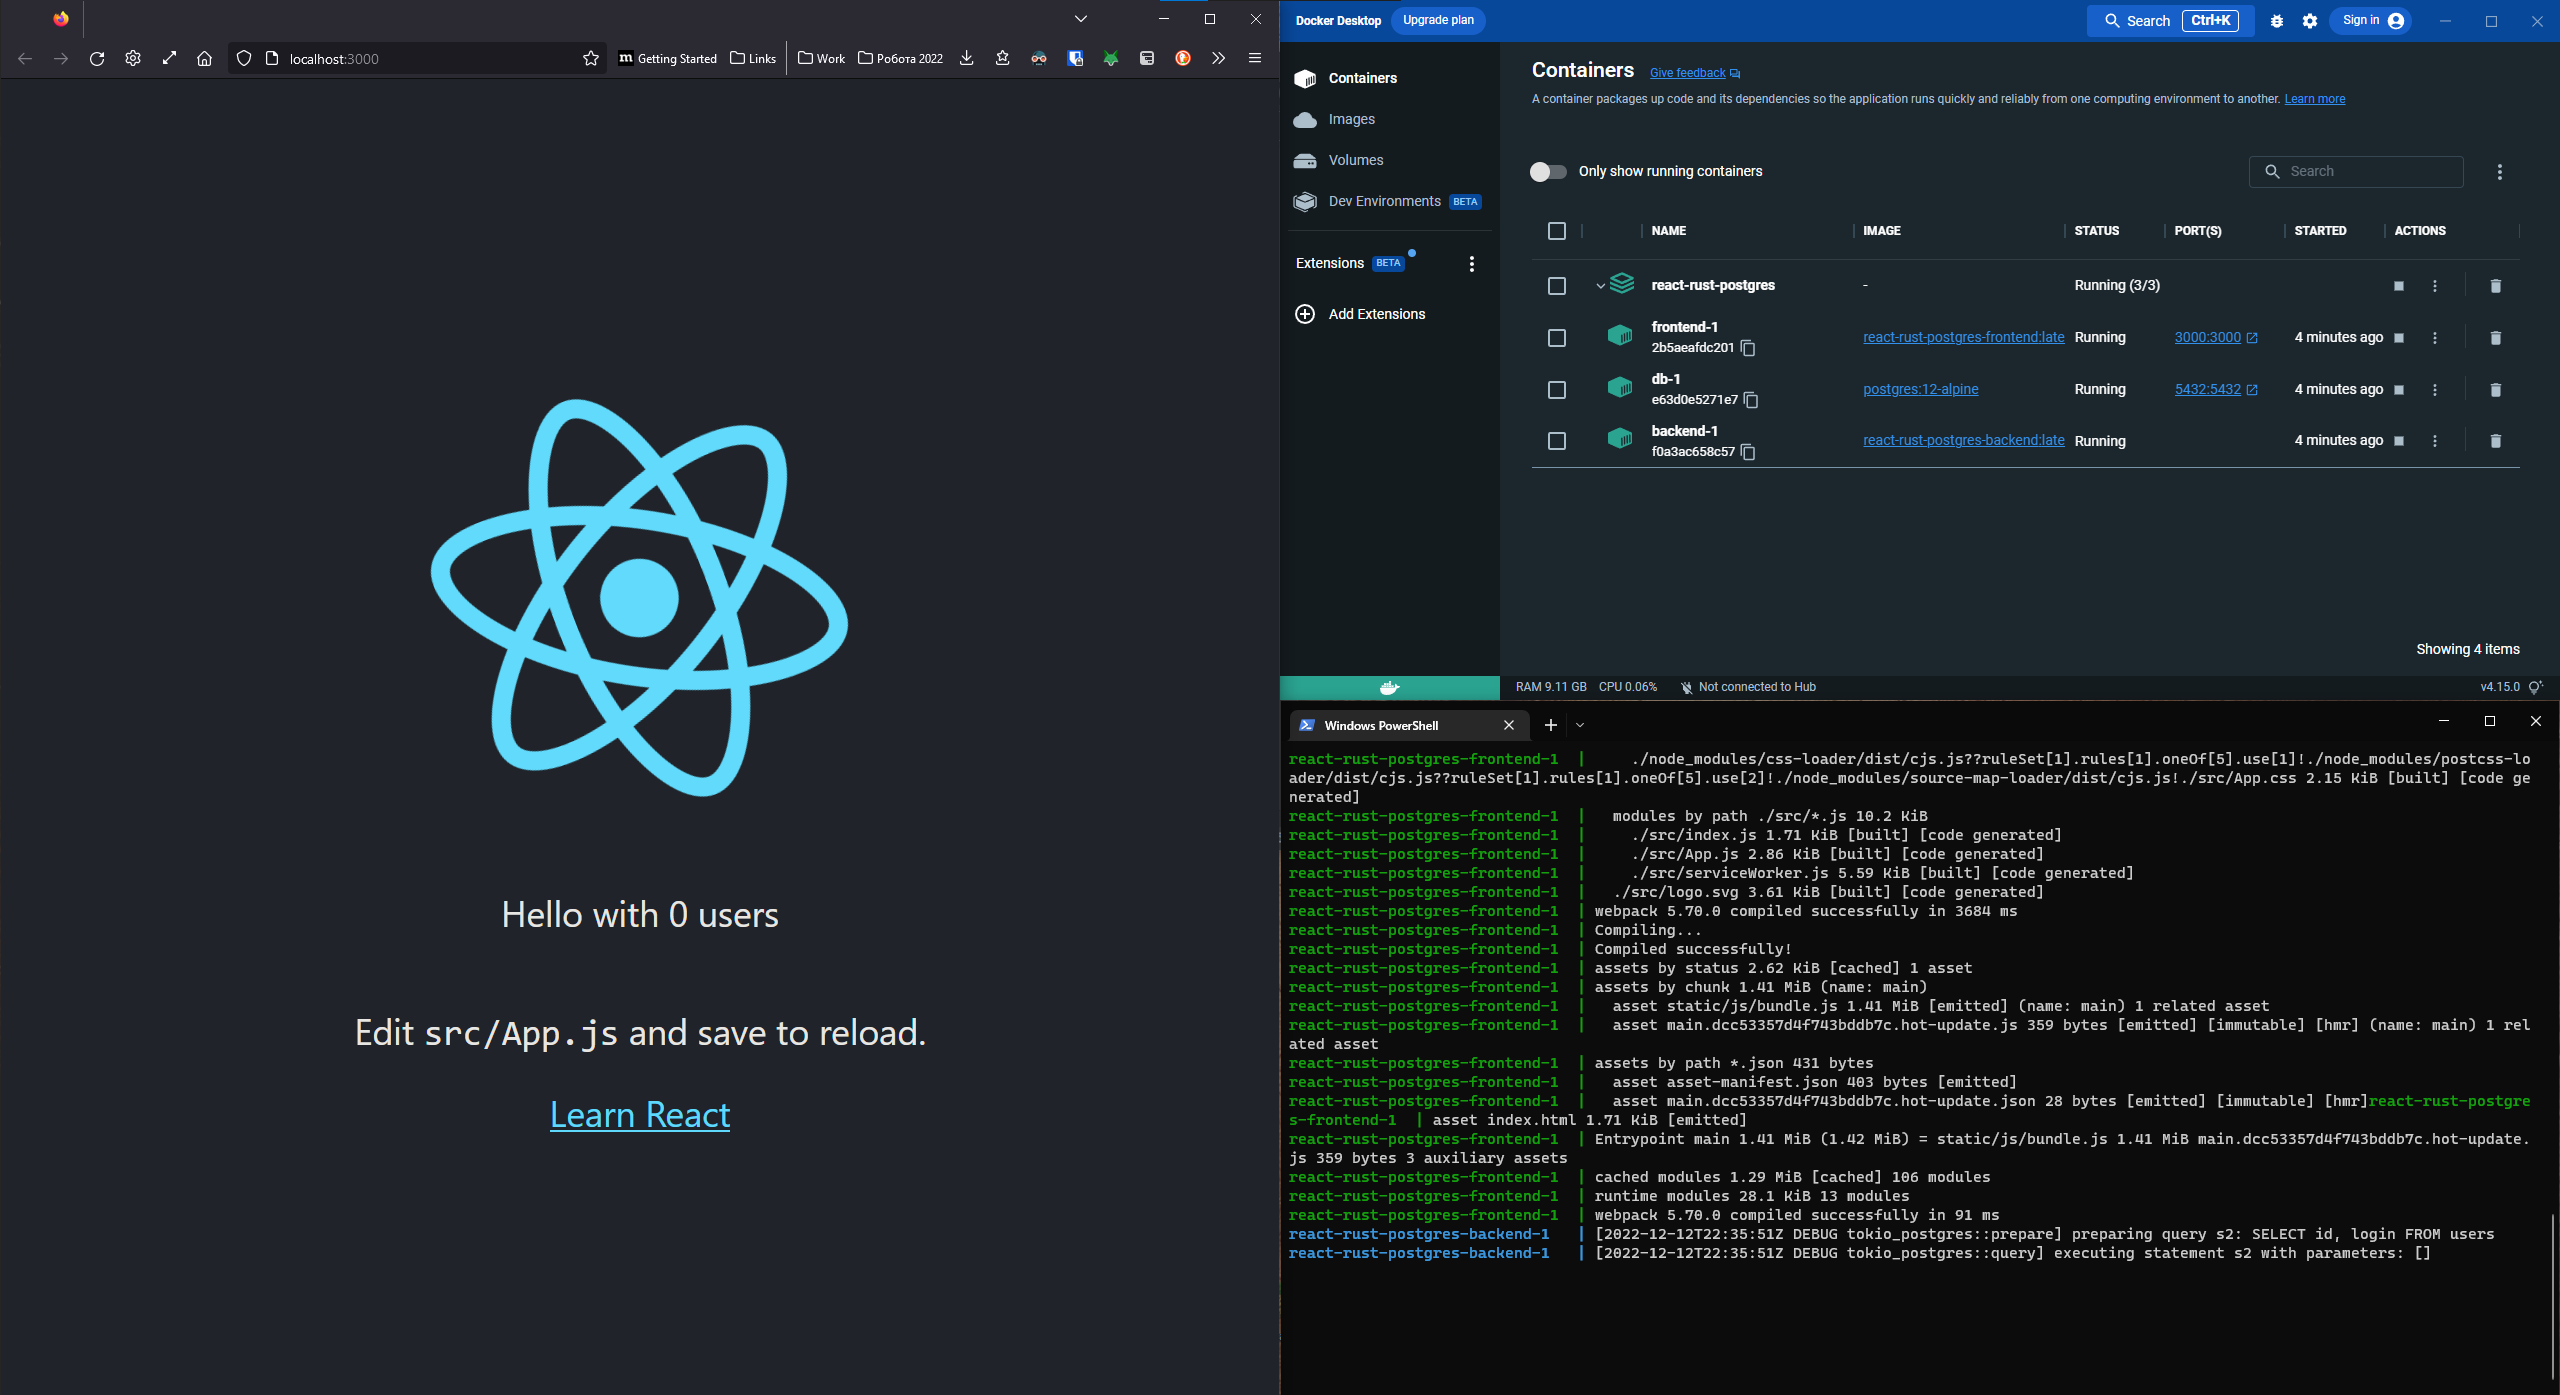 localhost:3000
m Getting Started
Links
Work
Робота 2022
Hello with 0 users
Edit src/App.js and save to reload.
Learn React
Docker Desktop
Upgrade plan
Search
Ctrl+K
Sign in
Containers
Images
Volumes
Dev Environments BETA
Extensions BETA
Add Extensions
Containers
Give feedback
A container packages up code and its dependencies so the application runs quickly and reliably from one computing environment to another. Learn more
Only show running containers
Search
NAME IMAGE STATUS PORT(S) STARTED ACTIONS
react-rust-postgres - Running (3/3)
frontend-1
2b5aeafdc201
react-rust-postgres-frontend:late Running 3000:3000 4 minutes ago
db-1
e63d0e5271e7
postgres:12-alpine Running 5432:5432 4 minutes ago
backend-1
f0a3ac658c57
react-rust-postgres-backend:late Running 4 minutes ago
Showing 4 items
RAM 9.11 GB CPU 0.06% Not connected to Hub
v4.15.0
Windows PowerShell
react-rust-postgres-frontend-1 | ./node_modules/css-loader/dist/cjs.js??ruleSet[1].rules[1].oneOf[5].use[1]!./node_modules/postcss-lo
ader/dist/cjs.js??ruleSet[1].rules[1].oneOf[5].use[2]!./node_modules/source-map-loader/dist/cjs.js!./src/App.css 2.15 KiB [built] [code ge
nerated]
react-rust-postgres-frontend-1 | modules by path ./src/*.js 10.2 KiB
react-rust-postgres-frontend-1 | ./src/index.js 1.71 KiB [built] [code generated]
react-rust-postgres-frontend-1 | ./src/App.js 2.86 KiB [built] [code generated]
react-rust-postgres-frontend-1 | ./src/serviceWorker.js 5.59 KiB [built] [code generated]
react-rust-postgres-frontend-1 | ./src/logo.svg 3.61 KiB [built] [code generated]
react-rust-postgres-frontend-1 | webpack 5.70.0 compiled successfully in 3684 ms
react-rust-postgres-frontend-1 | Compiling...
react-rust-postgres-frontend-1 | Compiled successfully!
react-rust-postgres-frontend-1 | assets by status 2.62 KiB [cached] 1 asset
react-rust-postgres-frontend-1 | assets by chunk 1.41 MiB (name: main)
react-rust-postgres-frontend-1 | asset static/js/bundle.js 1.41 MiB [emitted] (name: main) 1 related asset
react-rust-postgres-frontend-1 | asset main.dcc53357d4f743bddb7c.hot-update.js 359 bytes [emitted] [immutable] [hmr] (name: main) 1 rel
ated asset
react-rust-postgres-frontend-1 | assets by path *.json 431 bytes
react-rust-postgres-frontend-1 | asset asset-manifest.json 403 bytes [emitted]
react-rust-postgres-frontend-1 | asset main.dcc53357d4f743bddb7c.hot-update.json 28 bytes [emitted] [immutable] [hmr]react-rust-postgre
s-frontend-1 | asset index.html 1.71 KiB [emitted]
react-rust-postgres-frontend-1 | Entrypoint main 1.41 MiB (1.42 MiB) = static/js/bundle.js 1.41 MiB main.dcc53357d4f743bddb7c.hot-update.
js 359 bytes 3 auxiliary assets
react-rust-postgres-frontend-1 | cached modules 1.29 MiB [cached] 106 modules
react-rust-postgres-frontend-1 | runtime modules 28.1 KiB 13 modules
react-rust-postgres-frontend-1 | webpack 5.70.0 compiled successfully in 91 ms
react-rust-postgres-backend-1 | [2022-12-12T22:35:51Z DEBUG tokio_postgres::prepare] preparing query s2: SELECT id, login FROM users
react-rust-postgres-backend-1 | [2022-12-12T22:35:51Z DEBUG tokio_postgres::query] executing statement s2 with parameters: []